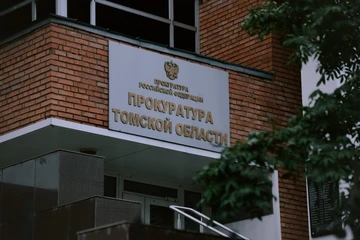 ПРОКУРАТУРА
РОССИЙСКОЙ ФЕДЕРАЦИИ
ПРОКУРАТУРА
ТОМСКОЙ ОБЛАСТИ